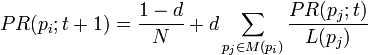 $PR(p_i; t+1) = \frac{1-d}{N} + d \sum_{p_j \in M(p_i)} \frac{PR(p_j; t)}{L(p_j)}$